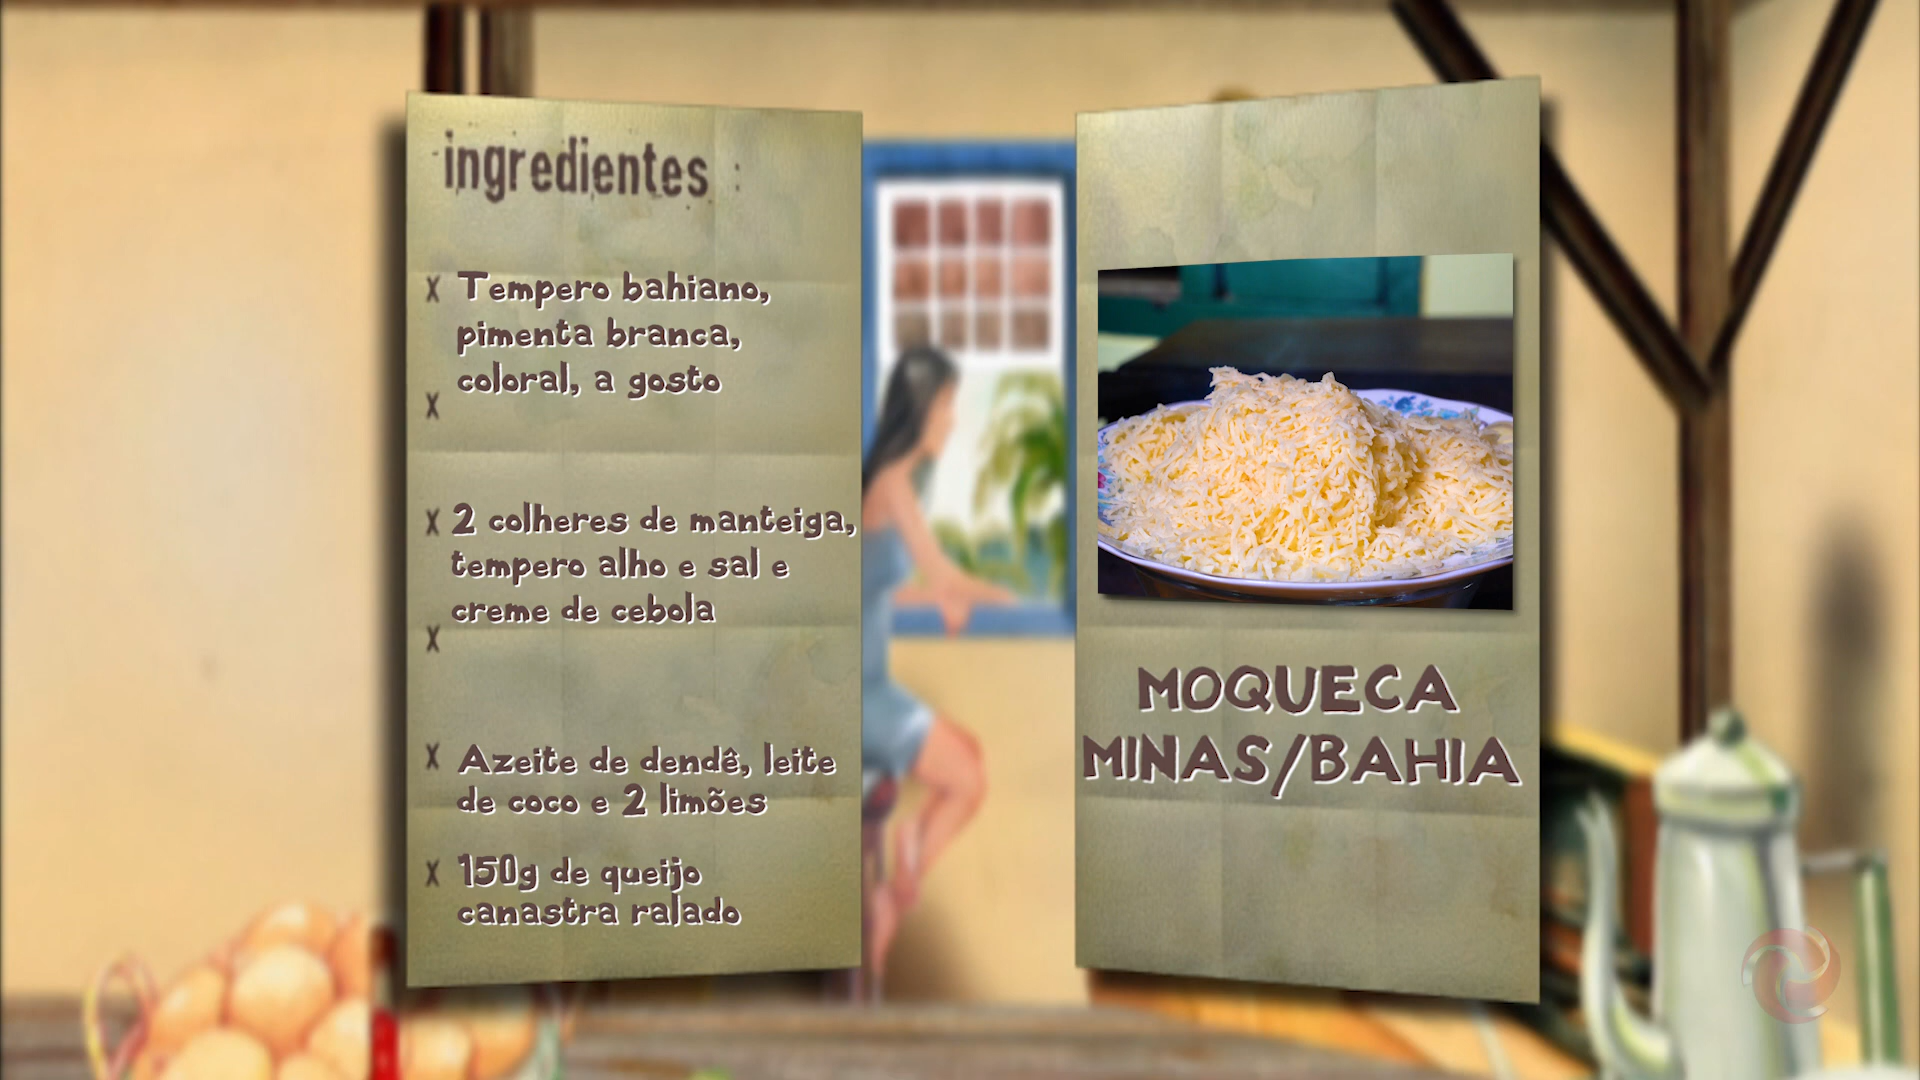 ingredientes :
x Tempero bahiano,
pimenta branca,
coloral, a gosto
x
x 2 colheres de manteiga,
tempero alho e sal e
creme de cebola
x
x Azeite de dendê, leite
de coco e 2 limões
x 150g de queijo
canastra ralado
MOQUECA
MINAS/BAHIA